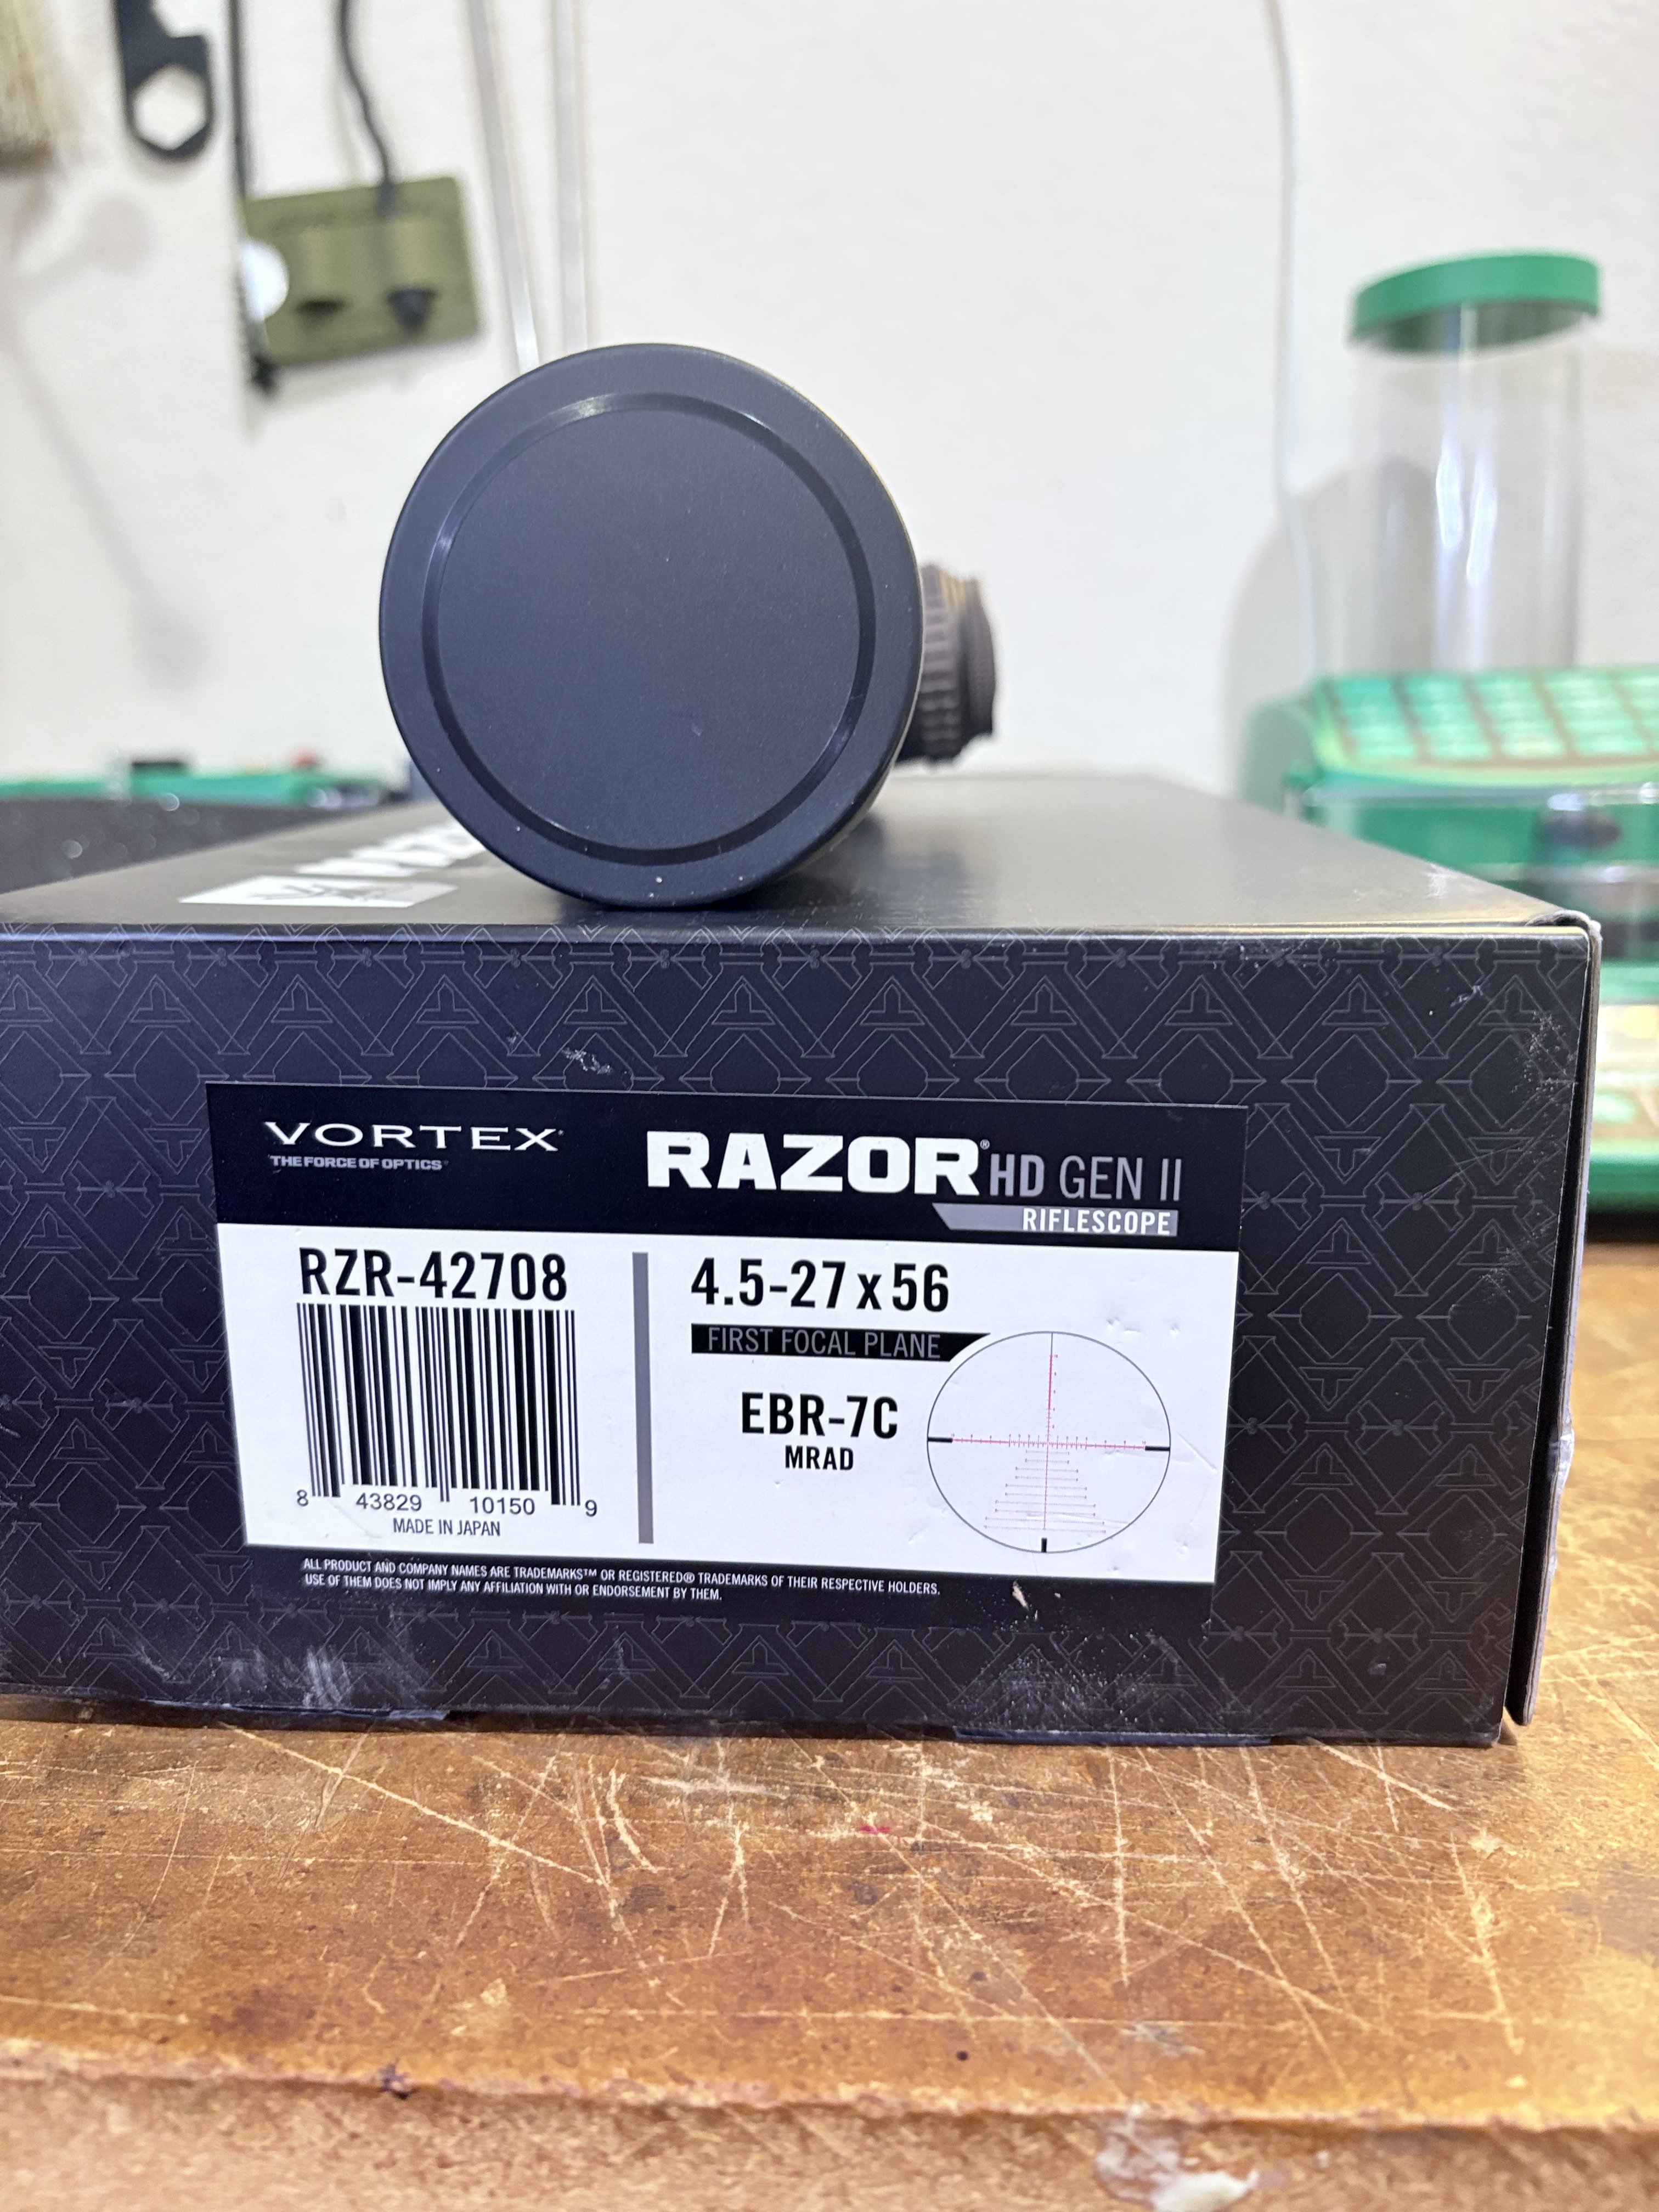 VORTEX®
THE FORCE OF OPTICS®
RAZOR® HD GEN II
RIFLESCOPE
RZR-42708
8 43829 10150 9
MADE IN JAPAN
4.5-27x56
FIRST FOCAL PLANE
EBR-7C
MRAD
ALL PRODUCT AND COMPANY NAMES ARE TRADEMARKS™ OR REGISTERED® TRADEMARKS OF THEIR RESPECTIVE HOLDERS.
USE OF THEM DOES NOT IMPLY ANY AFFILIATION WITH OR ENDORSEMENT BY THEM.